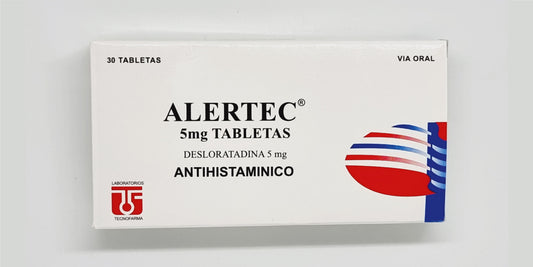 30 TABLETAS
VIA ORAL
ALERTEC®
5mg TABLETAS
DESLORATADINA 5 mg
ANTIHISTAMINICO
LABORATORIOS
TECNOFARMA